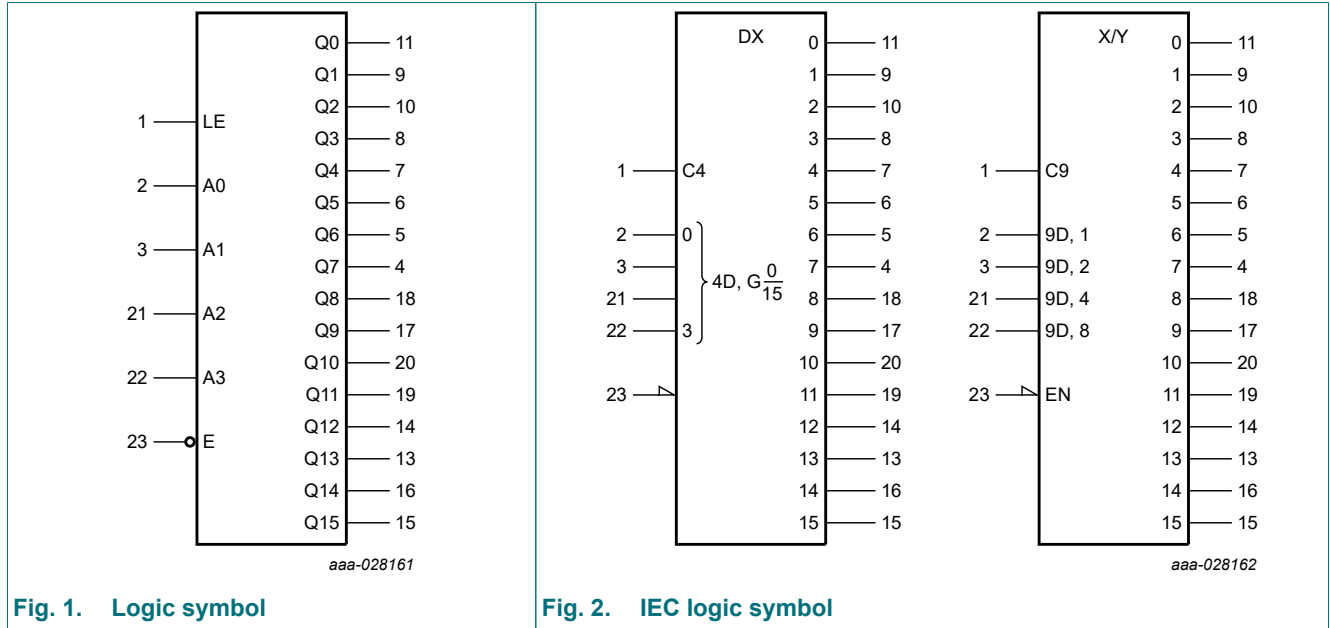 Q0 11
Q1 9
Q2 10
1 LE Q3 8
Q4 7
2 A0 Q5 6
Q6 5
3 A1 Q7 4
Q8 18
21 A2 Q9 17
Q10 20
22 A3 Q11 19
Q12 14
23 E Q13 13
Q14 16
Q15 15
aaa-028161
Fig. 1. Logic symbol
DX 0 11
1 9
2 10
3 8
1 C4 4 7
5 6
2 0 6 5
3 7 4
4D, G 0/15
21 8 18
22 3 9 17
10 20
23 11 19
12 14
13 13
14 16
15 15
X/Y 0 11
1 9
2 10
3 8
1 C9 4 7
5 6
2 9D, 1 6 5
3 9D, 2 7 4
21 9D, 4 8 18
22 9D, 8 9 17
10 20
23 EN 11 19
12 14
13 13
14 16
15 15
aaa-028162
Fig. 2. IEC logic symbol